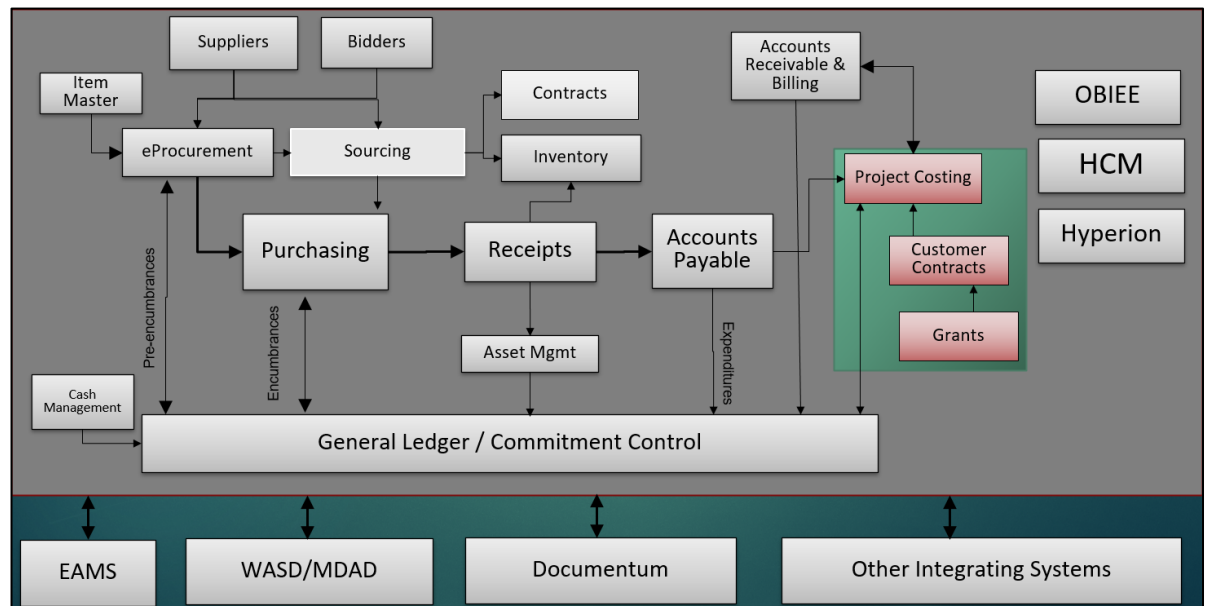 Suppliers
Bidders
Accounts
Receivable &
Billing
Item
Master
Contracts
OBIEE
eProcurement
Sourcing
Inventory
HCM
Project Costing
Purchasing
Receipts
Accounts
Payable
Hyperion
Customer
Contracts
Pre-encumbrances
Encumbrances
Expenditures
Grants
Asset Mgmt
Cash
Management
General Ledger / Commitment Control
EAMS
WASD/MDAD
Documentum
Other Integrating Systems